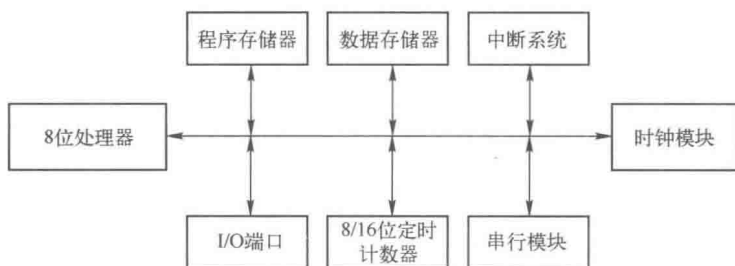 程序存储器
数据存储器
中断系统
8位处理器
时钟模块
I/O端口
8/16位定时
计数器
串行模块